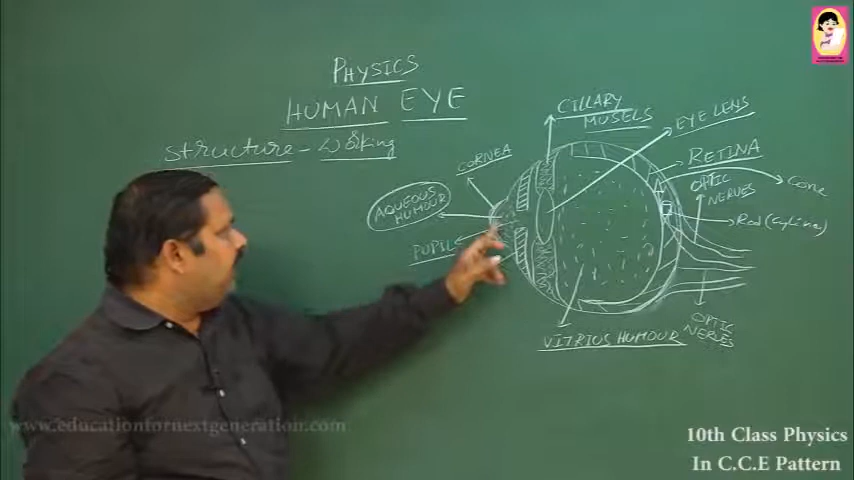 PHYSICS
HUMAN EYE
structure - working
CILLARY
MUSELS
EYE LENS
CORNEA
RETINA
OPTIC
NERVES
cone
AQUEOUS
HUMOUR
Rod (cylinder)
PUPIL
OPTIC
NERVES
VITRIUS HUMOUR
www.educationfornextgeneration.com
10th Class Physics
In C.C.E Pattern